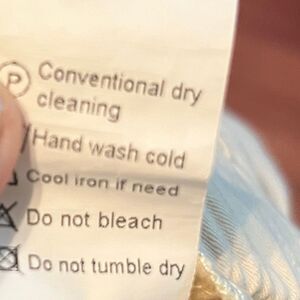 P Conventional dry
cleaning
Hand wash cold
Cool iron if need
Do not bleach
Do not tumble dry